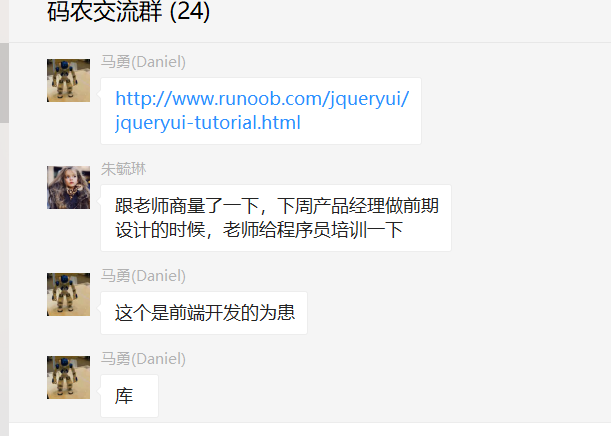 码农交流群 (24)
马勇(Daniel)
http://www.runoob.com/jqueryui/
jqueryui-tutorial.html
朱毓琳
跟老师商量了一下，下周产品经理做前期
设计的时候，老师给程序员培训一下
马勇(Daniel)
这个是前端开发的为患
马勇(Daniel)
库